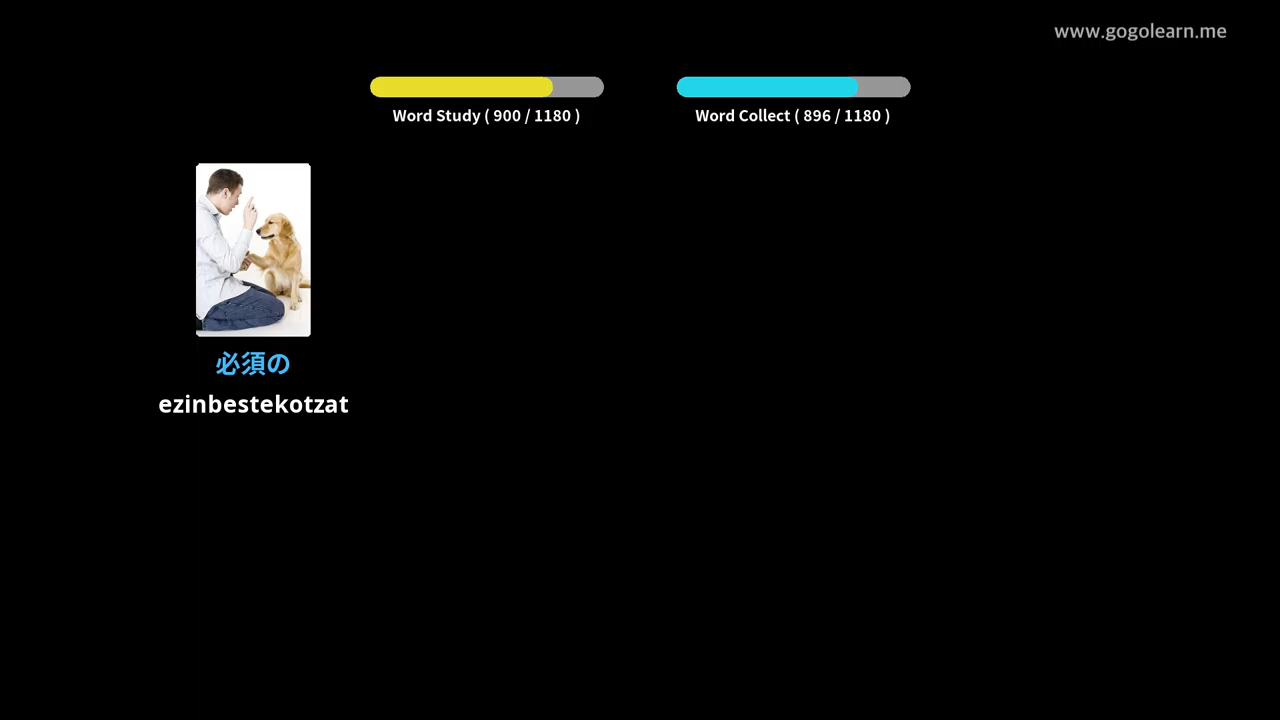 www.gogolearn.me
Word Study ( 900 / 1180 )
Word Collect ( 896 / 1180 )
必須の
ezinbestekotzat